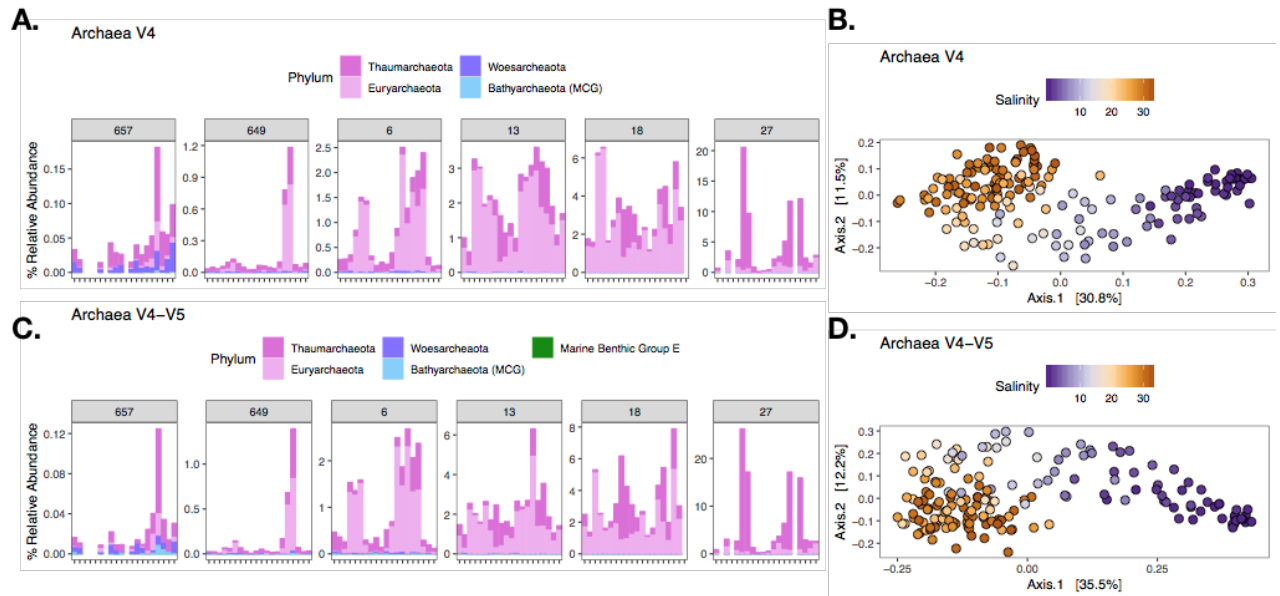 A.
Archaea V4
Phylum
Thaumarchaeota
Woesarcheaota
Euryarchaeota
Bathyarchaeota (MCG)
657
649
6
13
18
27
% Relative Abundance
0.15
0.10
0.05
0.00
1.2
0.9
0.6
0.3
0.0
2.5
2.0
1.5
1.0
0.5
0.0
3
2
1
0
6
4
2
0
20
15
10
5
0
B.
Archaea V4
Salinity
10 20 30
Axis.2 [11.5%]
0.2
0.1
0.0
−0.1
−0.2
−0.2 −0.1 0.0 0.1 0.2 0.3
Axis.1 [30.8%]
C.
Archaea V4−V5
Phylum
Thaumarchaeota
Woesarcheaota
Marine Benthic Group E
Euryarchaeota
Bathyarchaeota (MCG)
657
649
6
13
18
27
% Relative Abundance
0.12
0.08
0.04
0.00
1.0
0.5
0.0
2
1
0
6
4
2
0
8
6
4
2
0
20
10
0
D.
Archaea V4−V5
Salinity
10 20 30
Axis.2 [12.2%]
0.3
0.2
0.1
0.0
−0.1
−0.2
−0.25 0.00 0.25
Axis.1 [35.5%]